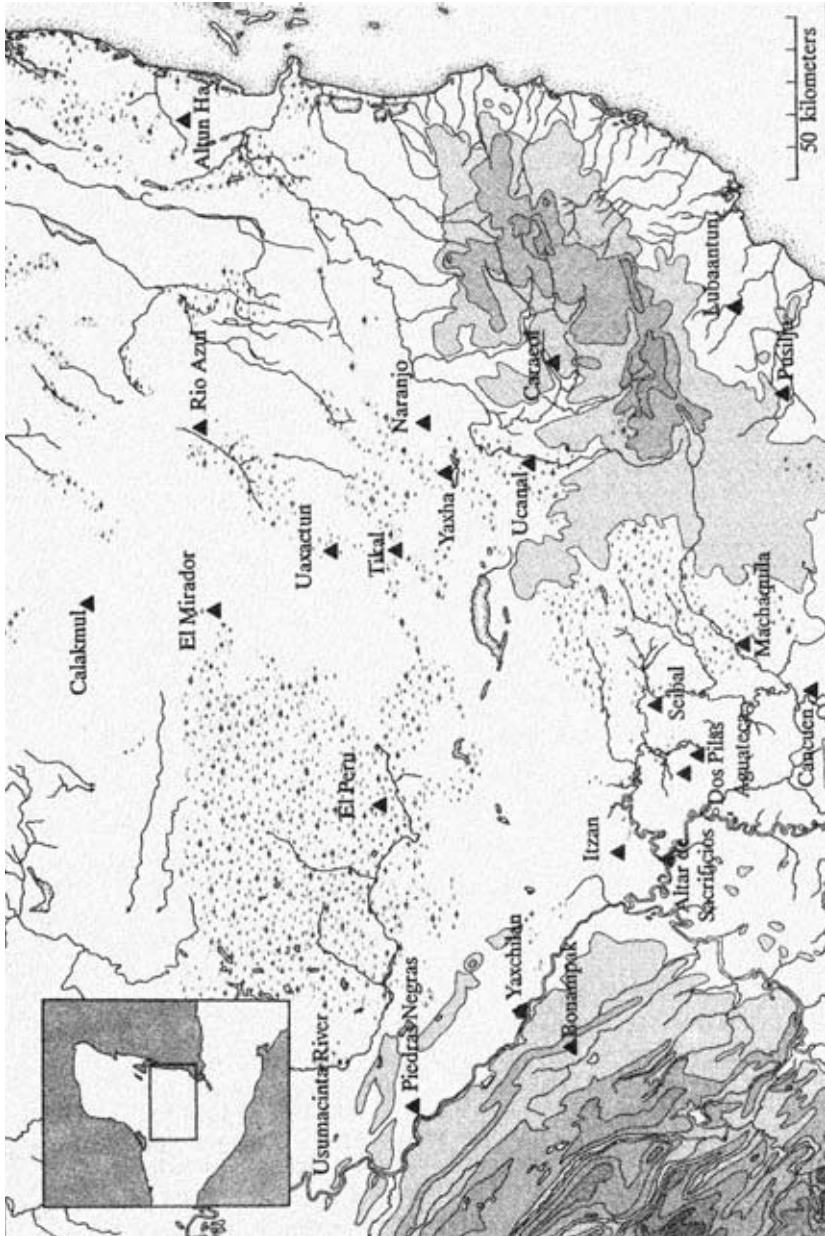 Calakmul
Altun Ha
Rio Azul
El Mirador
Usumacinta River
Uaxactun
El Peru
Tikal
Naranjo
Piedras Negras
Yaxha
Yaxchilan
Ucanal
Caracol
Bonampak
Itzan
Seibal
Altar de
Sacrificios
Dos Pilas
Aguateca
Lubaantun
Machaquila
Pusilha
Cancuen
50 kilometers